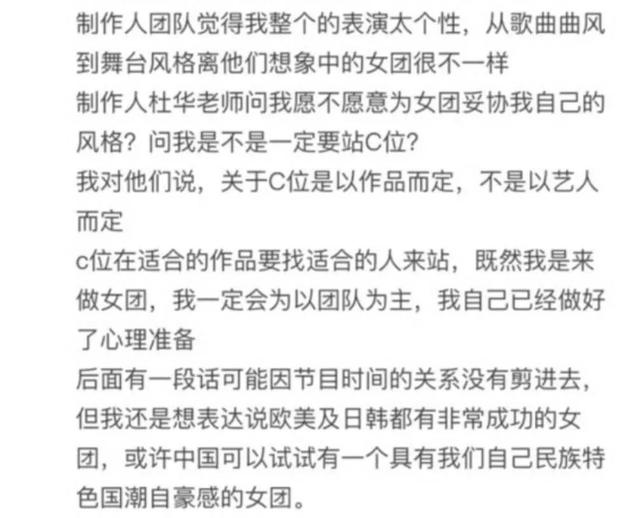 制作人团队觉得我整个的表演太个性，从歌曲曲风
到舞台风格离他们想象中的女团很不一样
制作人杜华老师问我愿不愿意为女团妥协我自己的
风格？问我是不是一定要站C位？
我对他们说，关于C位是以作品而定，不是以艺人
而定
c位在适合的作品要找适合的人来站，既然我是来
做女团，我一定会为以团队为主，我自己已经做好
了心理准备
后面有一段话可能因节目时间的关系没有剪进去，
但我还是想表达说欧美及日韩都有非常成功的女
团，或许中国可以试试有一个具有我们自己民族特
色国潮自豪感的女团。